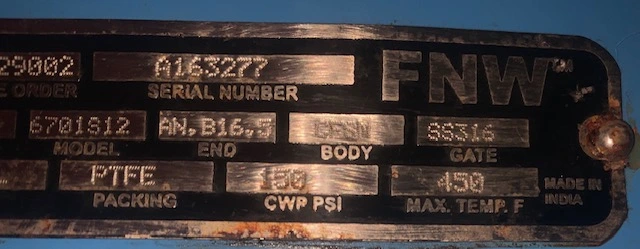 29002 A163277 FNW™
E ORDER SERIAL NUMBER
6701S12 AN.B16.5 SS316
MODEL END BODY GATE
PTFE 150 450
PACKING CWP PSI MAX. TEMP. F MADE IN
INDIA